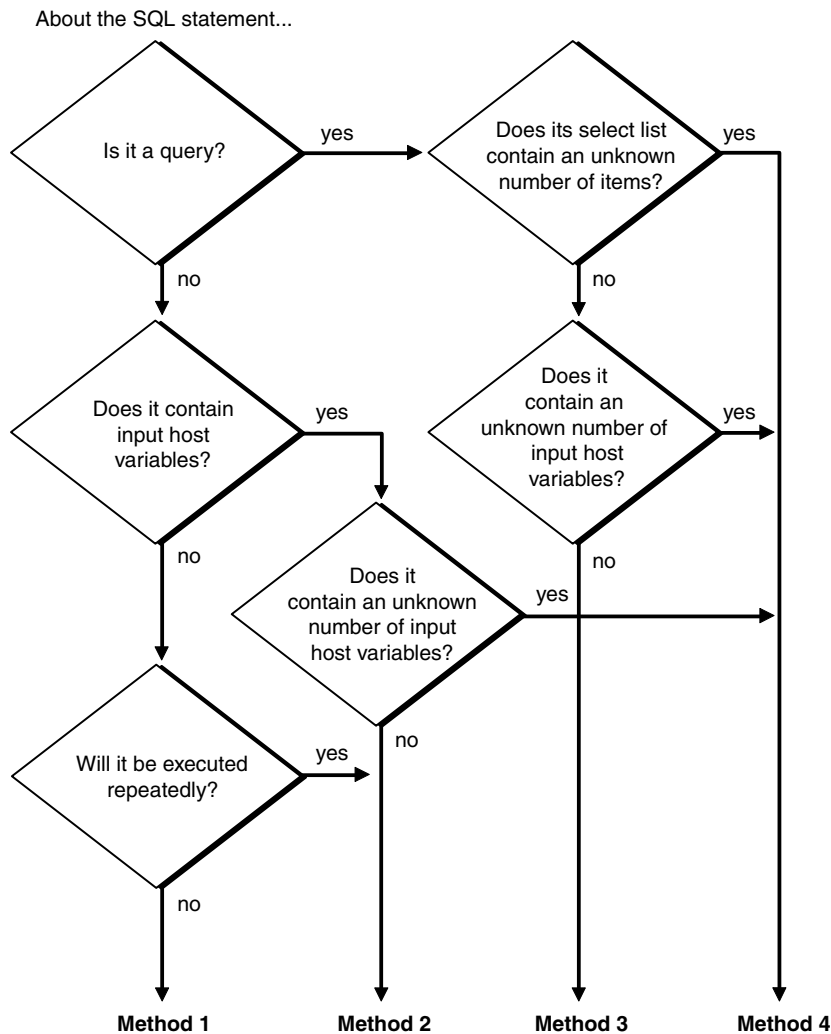 About the SQL statement...
Is it a query?
yes
Does its select list
contain an unknown
number of items?
yes
no
no
Does it contain
input host
variables?
yes
Does it
contain an
unknown number of
input host
variables?
yes
no
no
Does it
contain an unknown
number of input
host variables?
yes
no
Will it be executed
repeatedly?
yes
no
Method 1
Method 2
Method 3
Method 4